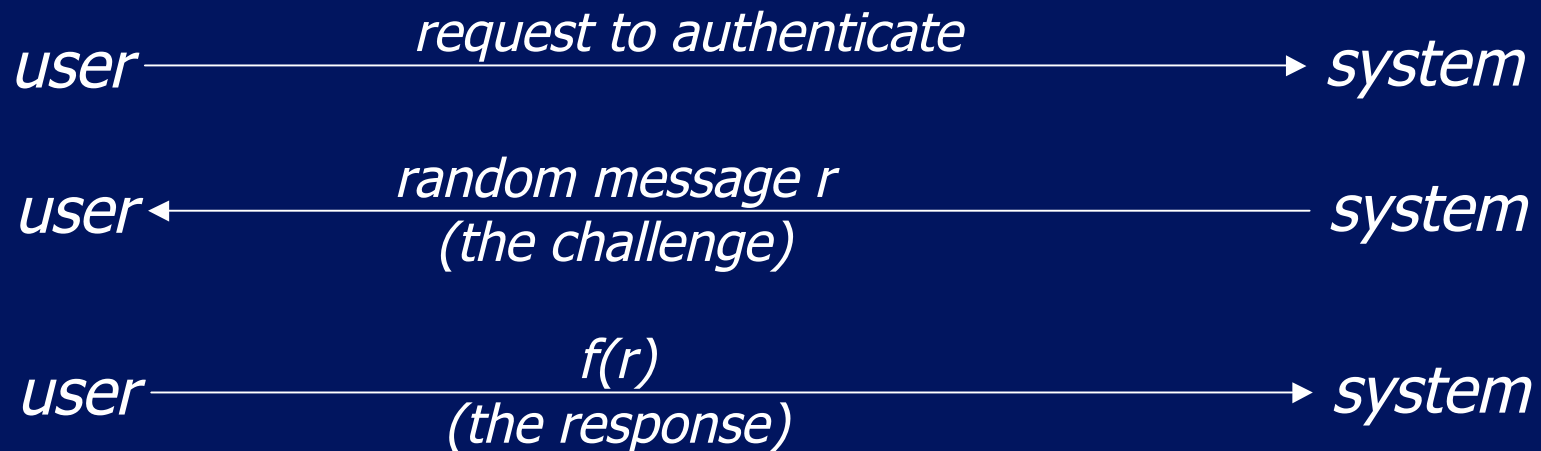 request to authenticate
user system
random message r
user system
(the challenge)
f(r)
user system
(the response)